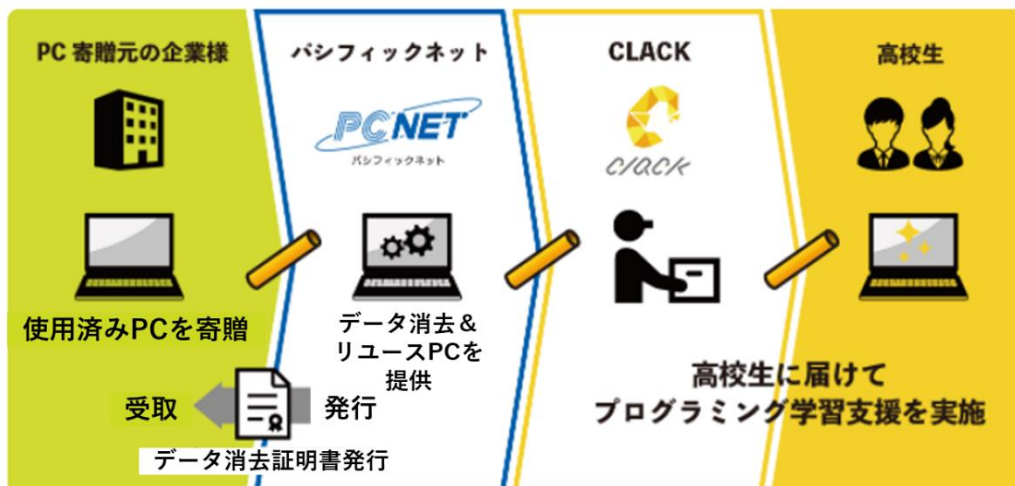 PC 寄贈元の企業様
パシフィックネット
CLACK
高校生
PC NET
パシフィックネット
clack
使用済みPCを寄贈
データ消去＆
リユースPCを
提供
高校生に届けて
プログラミング学習支援を実施
受取
発行
データ消去証明書発行